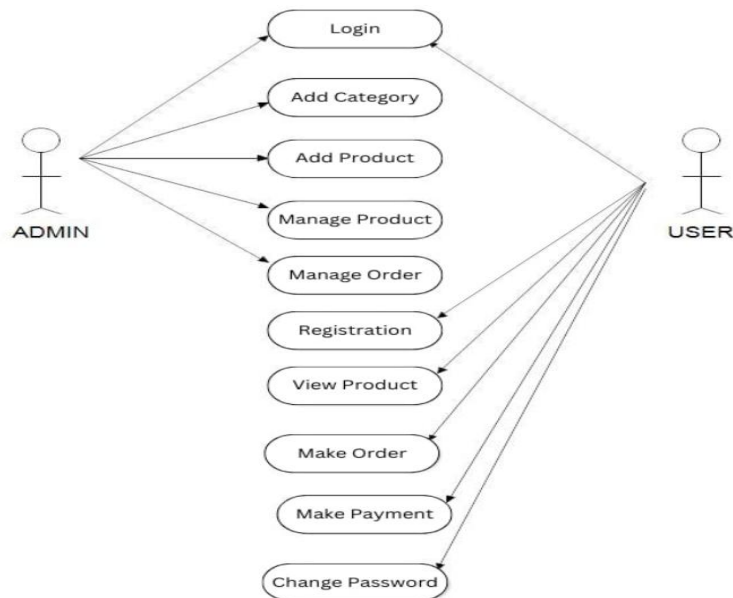 Login
Add Category
Add Product
Manage Product
ADMIN
USER
Manage Order
Registration
View Product
Make Order
Make Payment
Change Password